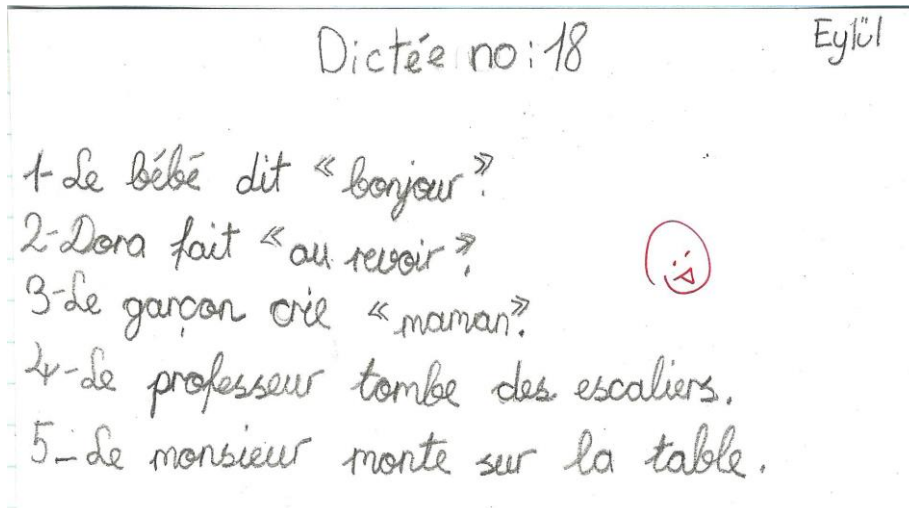 Dictée no:18
Eylül
1-Le bébé dit «bonjour».
2-Dora fait «au revoir».
3-Le garçon crie «maman».
4-Le professeur tombe des escaliers.
5-Le monsieur monte sur la table.